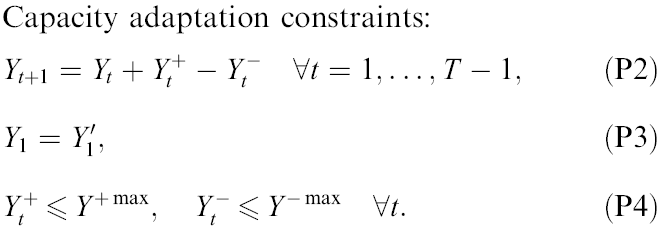 Capacity adaptation constraints:
Y_{t+1} = Y_t + Y_t^+ − Y_t^- ∀t = 1, . . . , T − 1, (P2)
Y_1 = Y_1′, (P3)
Y_t^+ ⩽ Y^{+ max}, Y_t^- ⩽ Y^{− max} ∀t. (P4)